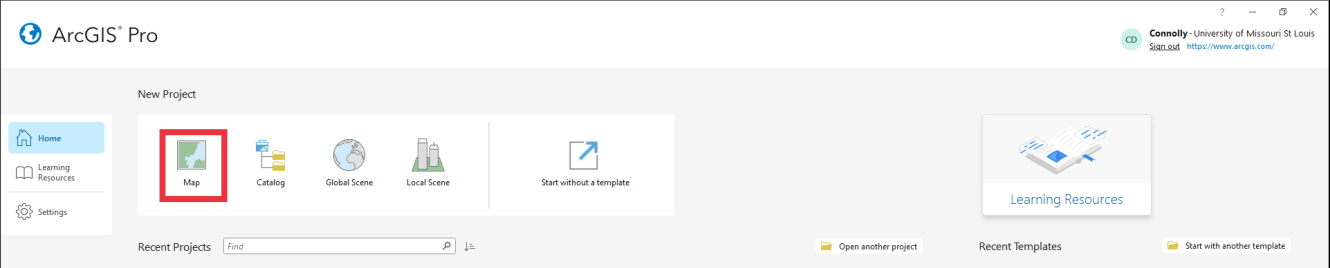 ?
ArcGIS® Pro
CD
Connolly - University of Missouri St Louis
Sign out https://www.arcgis.com/
New Project
Home
Learning
Resources
Settings
Map
Catalog
Global Scene
Local Scene
Start without a template
Learning Resources
Recent Projects
Find
Open another project
Recent Templates
Start with another template